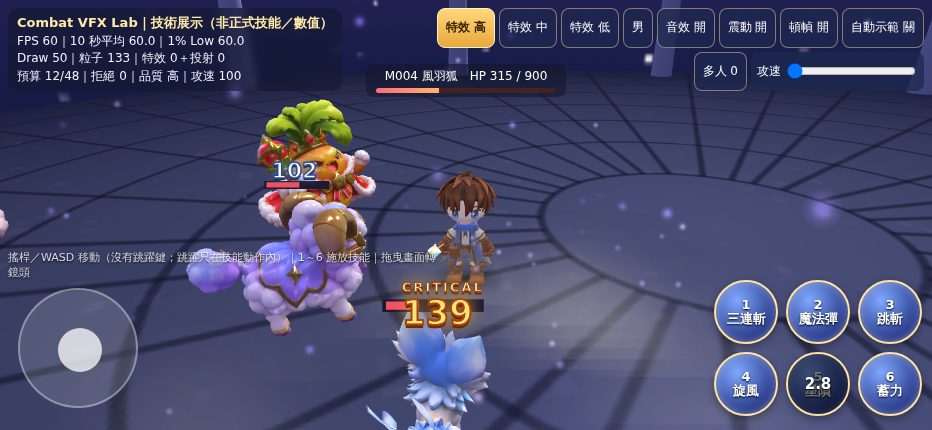 Combat VFX Lab｜技術展示（非正式技能／數值）
FPS 60｜10 秒平均 60.0｜1% Low 60.0
Draw 50｜粒子 133｜特效 0＋投射 0
預算 12/48｜拒絕 0｜品質 高｜攻速 100
特效 高
特效 中
特效 低
男
音效 開
震動 開
頓幀 開
自動示範 關
多人 0
攻速
M004 風羽狐 HP 315 / 900
102
搖桿／WASD 移動（沒有跳躍鍵；跳躍只在技能動作內）｜1～6 施放技能｜拖曳畫面轉
鏡頭
CRITICAL
139
1
三連斬
2
魔法彈
3
跳斬
4
旋風
2.8
6
蓄力